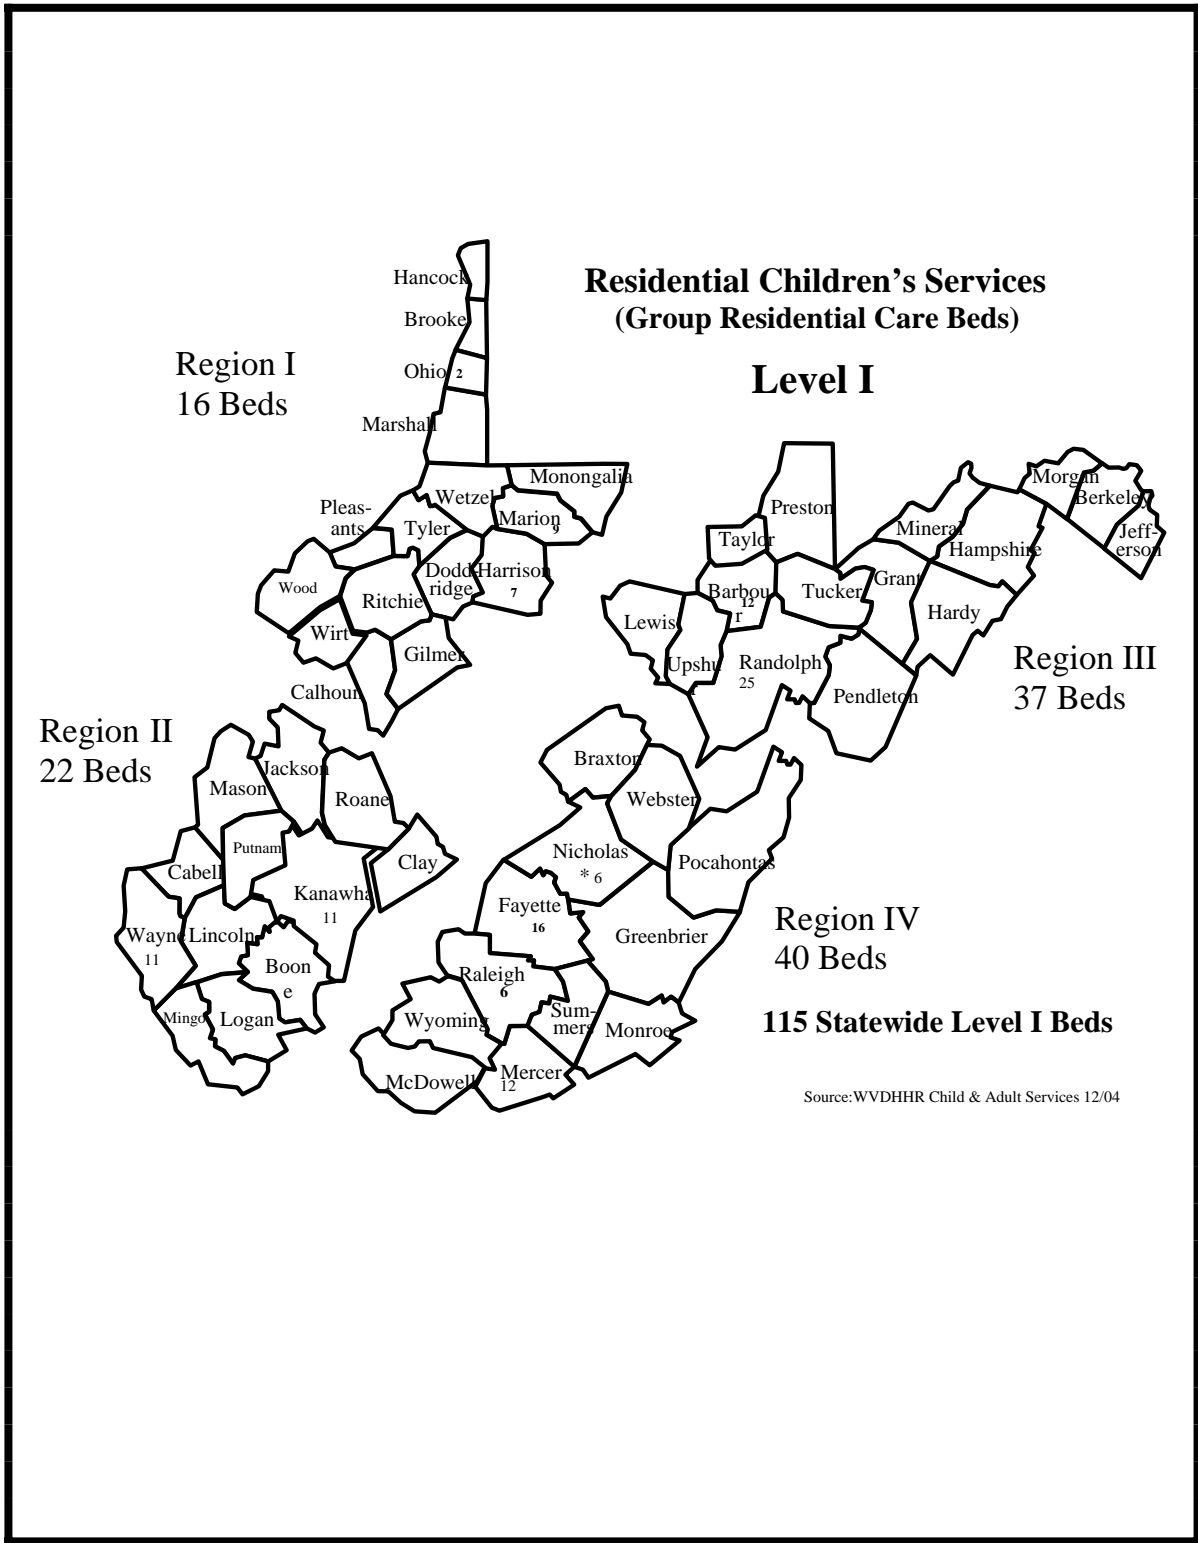 Residential Children’s Services
(Group Residential Care Beds)
Level I
Region I
16 Beds
Hancock
Brooke
Ohio 2
Marshall
Wetzel
Monongalia
Marion
9
Pleas-
ants
Tyler
Wood
Ritchie
Dodd-
ridge
Harrison
7
Wirt
Gilmer
Calhoun
Preston
Taylor
Barbou
r
12
Tucker
Lewis
Upshu
r
Randolph
25
Grant
Mineral
Hampshire
Hardy
Pendleton
Morgan
Berkeley
Jeff-
erson
Region III
37 Beds
Region II
22 Beds
Mason
Jackson
Roane
Putnam
Cabell
Clay
Kanawha
11
Wayne
11
Lincoln
Boon
e
Mingo
Logan
Braxton
Webster
Nicholas
* 6
Pocahontas
Fayette
16
Greenbrier
Raleigh
6
Sum-
mers
Monroe
Wyoming
McDowell
Mercer
12
Region IV
40 Beds
115 Statewide Level I Beds
Source:WVDHHR Child & Adult Services 12/04